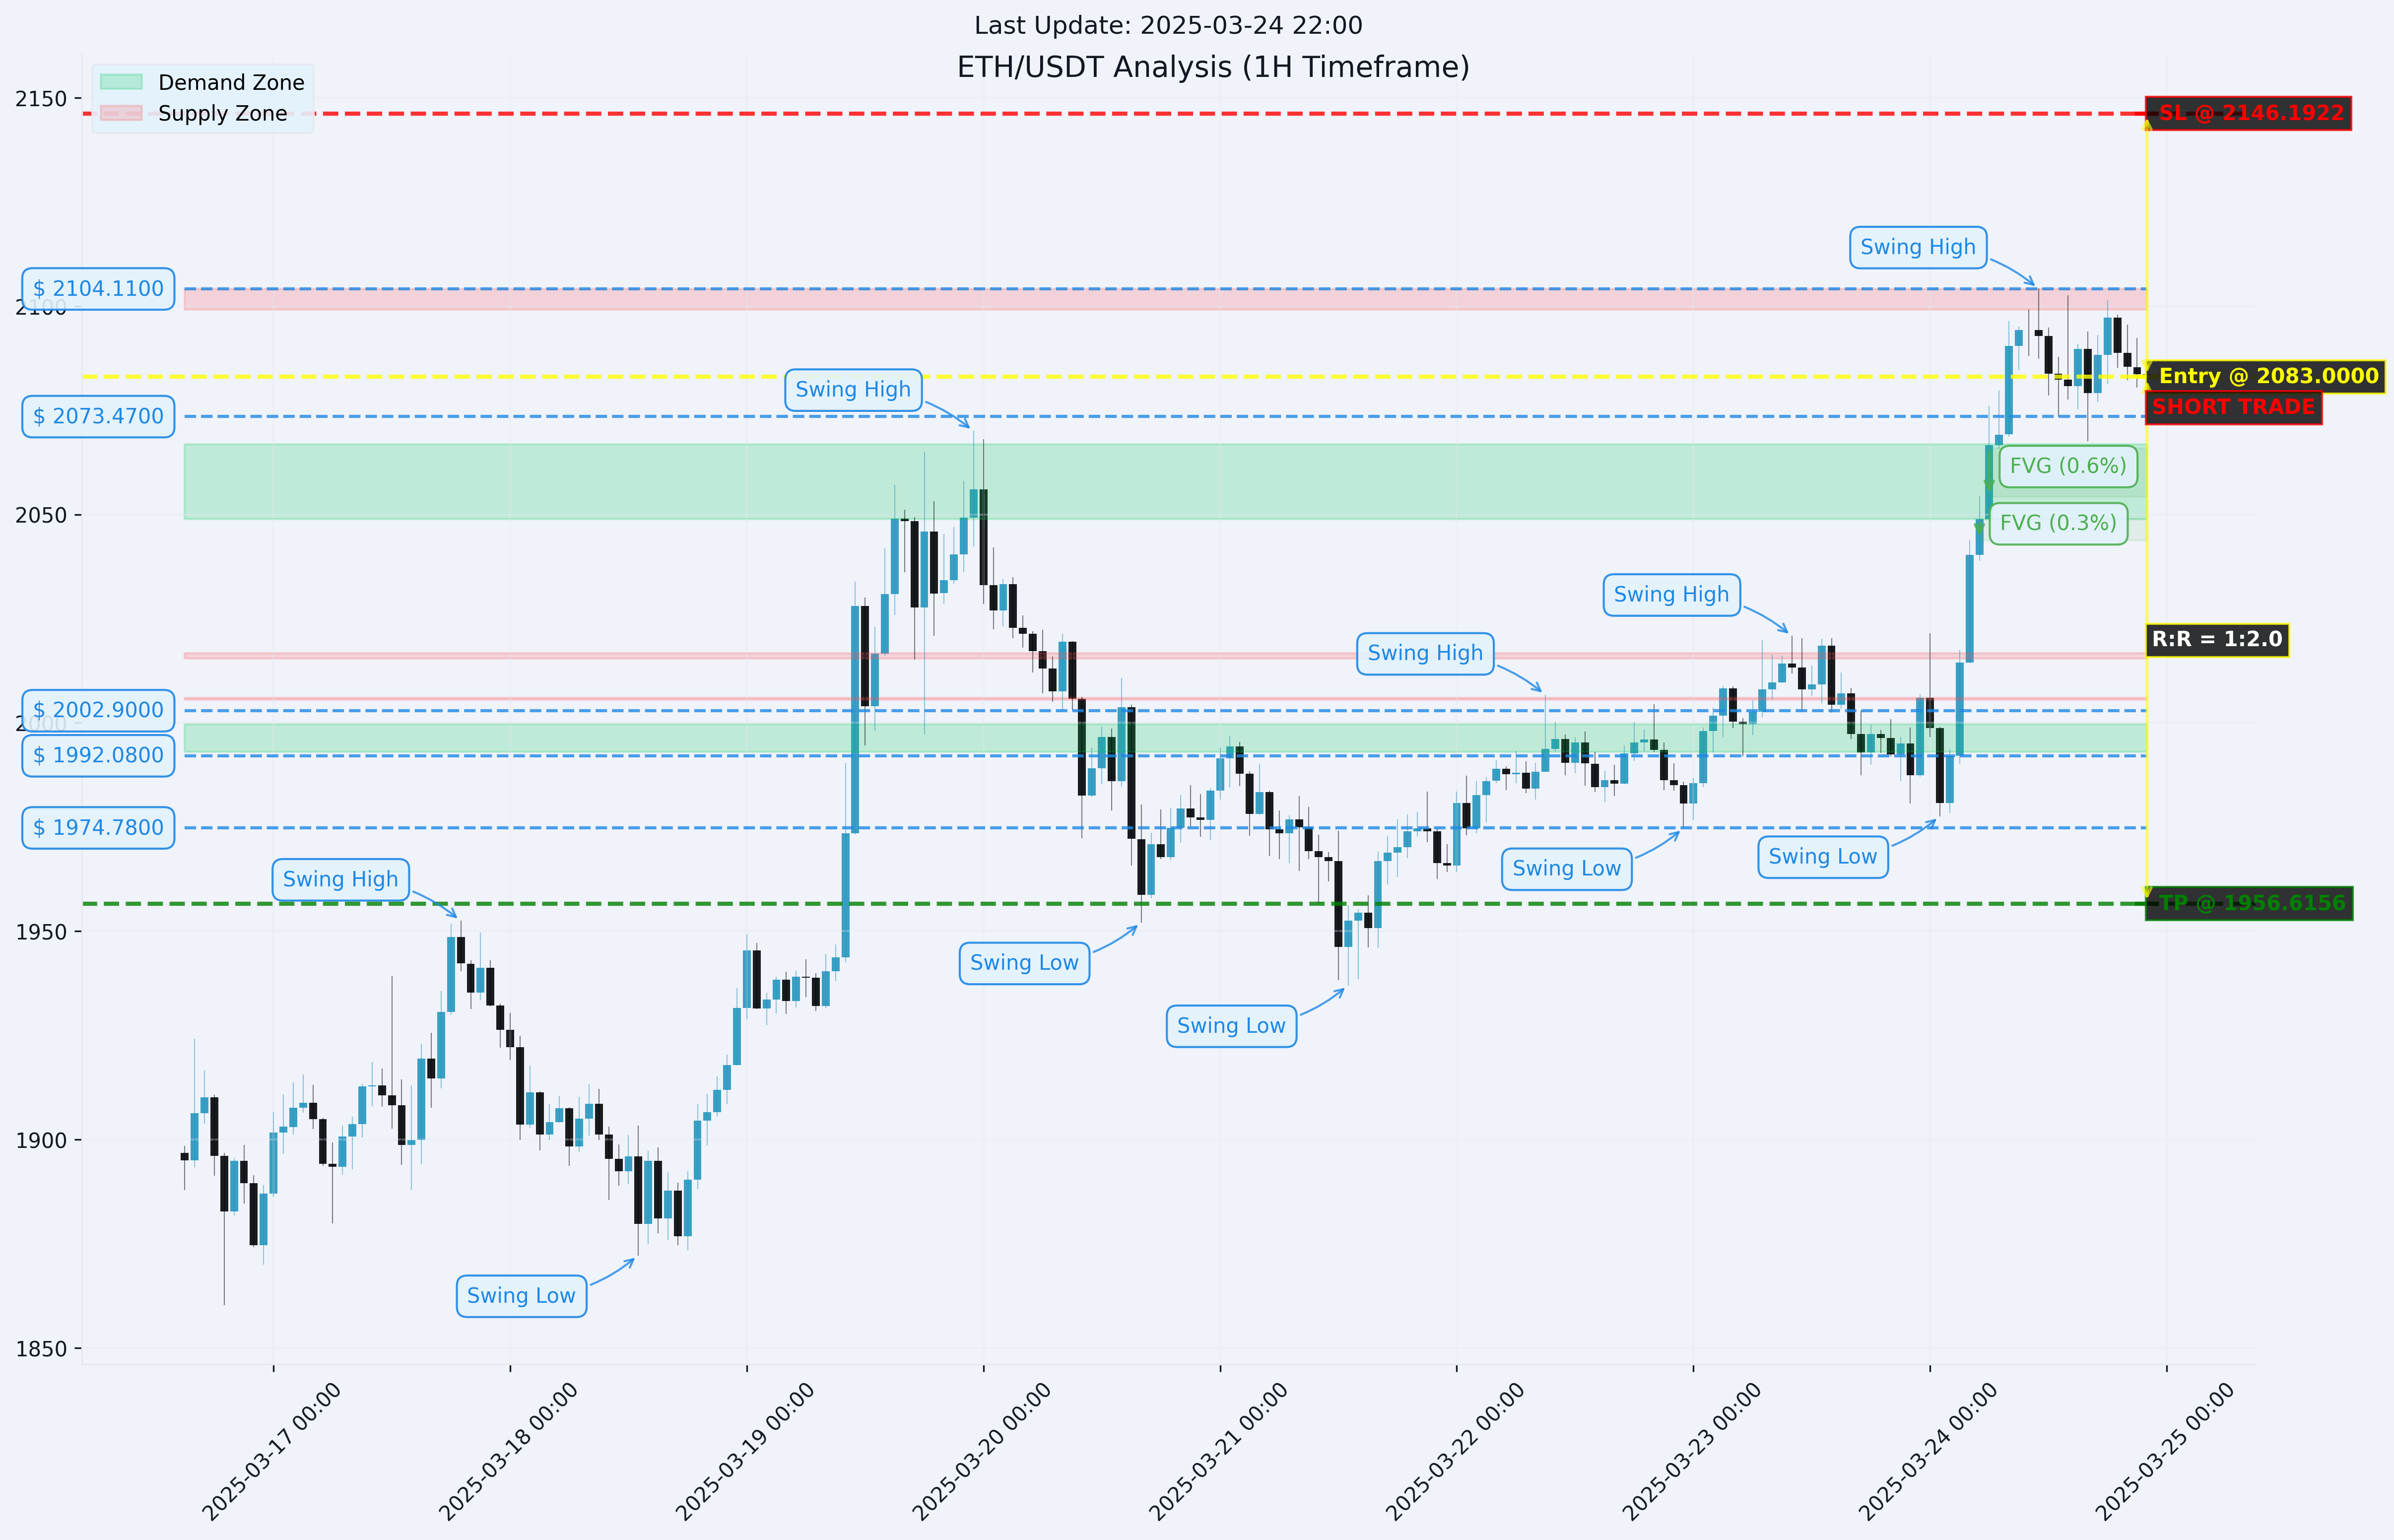 Last Update: 2025-03-24 22:00
ETH/USDT Analysis (1H Timeframe)
Demand Zone
Supply Zone
2150
2100
2050
2000
1950
1900
1850
$ 2104.1100
$ 2073.4700
$ 2002.9000
$ 1992.0800
$ 1974.7800
SL @ 2146.1922
Entry @ 2083.0000
SHORT TRADE
R:R = 1:2.0
TP @ 1956.6156
FVG (0.6%)
FVG (0.3%)
Swing High
Swing High
Swing High
Swing High
Swing High
Swing Low
Swing Low
Swing Low
Swing Low
Swing Low
2025-03-17 00:00
2025-03-18 00:00
2025-03-19 00:00
2025-03-20 00:00
2025-03-21 00:00
2025-03-22 00:00
2025-03-23 00:00
2025-03-24 00:00
2025-03-25 00:00